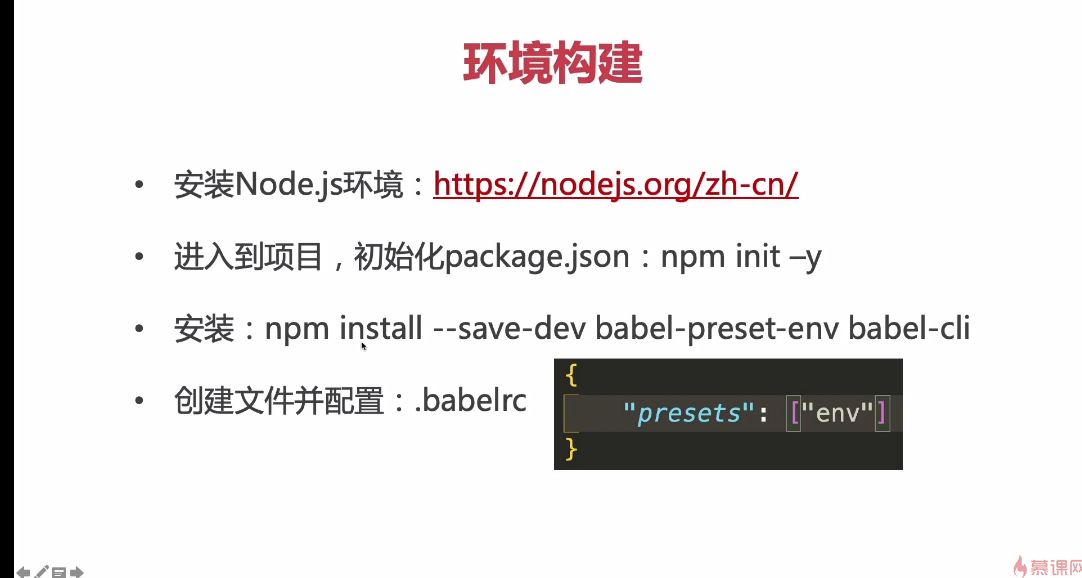 环境构建
• 安装Node.js环境：https://nodejs.org/zh-cn/
• 进入到项目，初始化package.json：npm init –y
• 安装：npm install --save-dev babel-preset-env babel-cli
• 创建文件并配置：.babelrc
{
"presets": ["env"]
}
慕课网